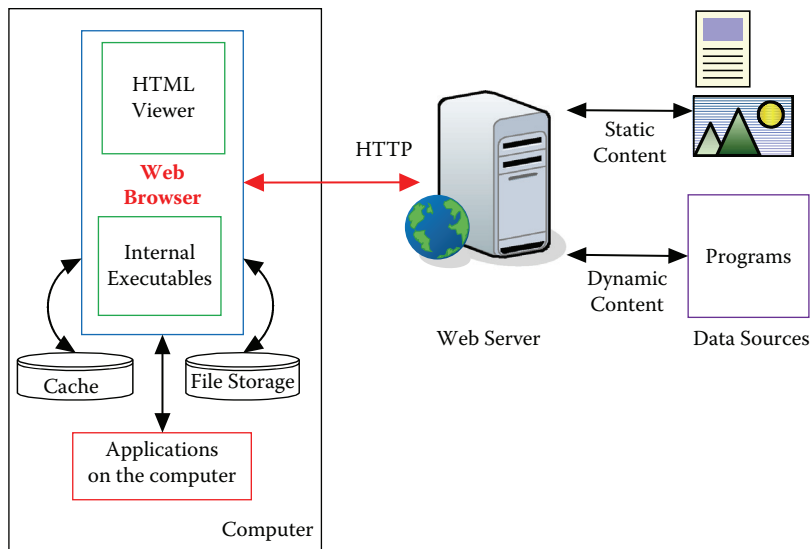 HTML
Viewer
Web
Browser
Internal
Executables
Cache
File Storage
Applications
on the computer
Computer
HTTP
Web Server
Static
Content
Dynamic
Content
Programs
Data Sources